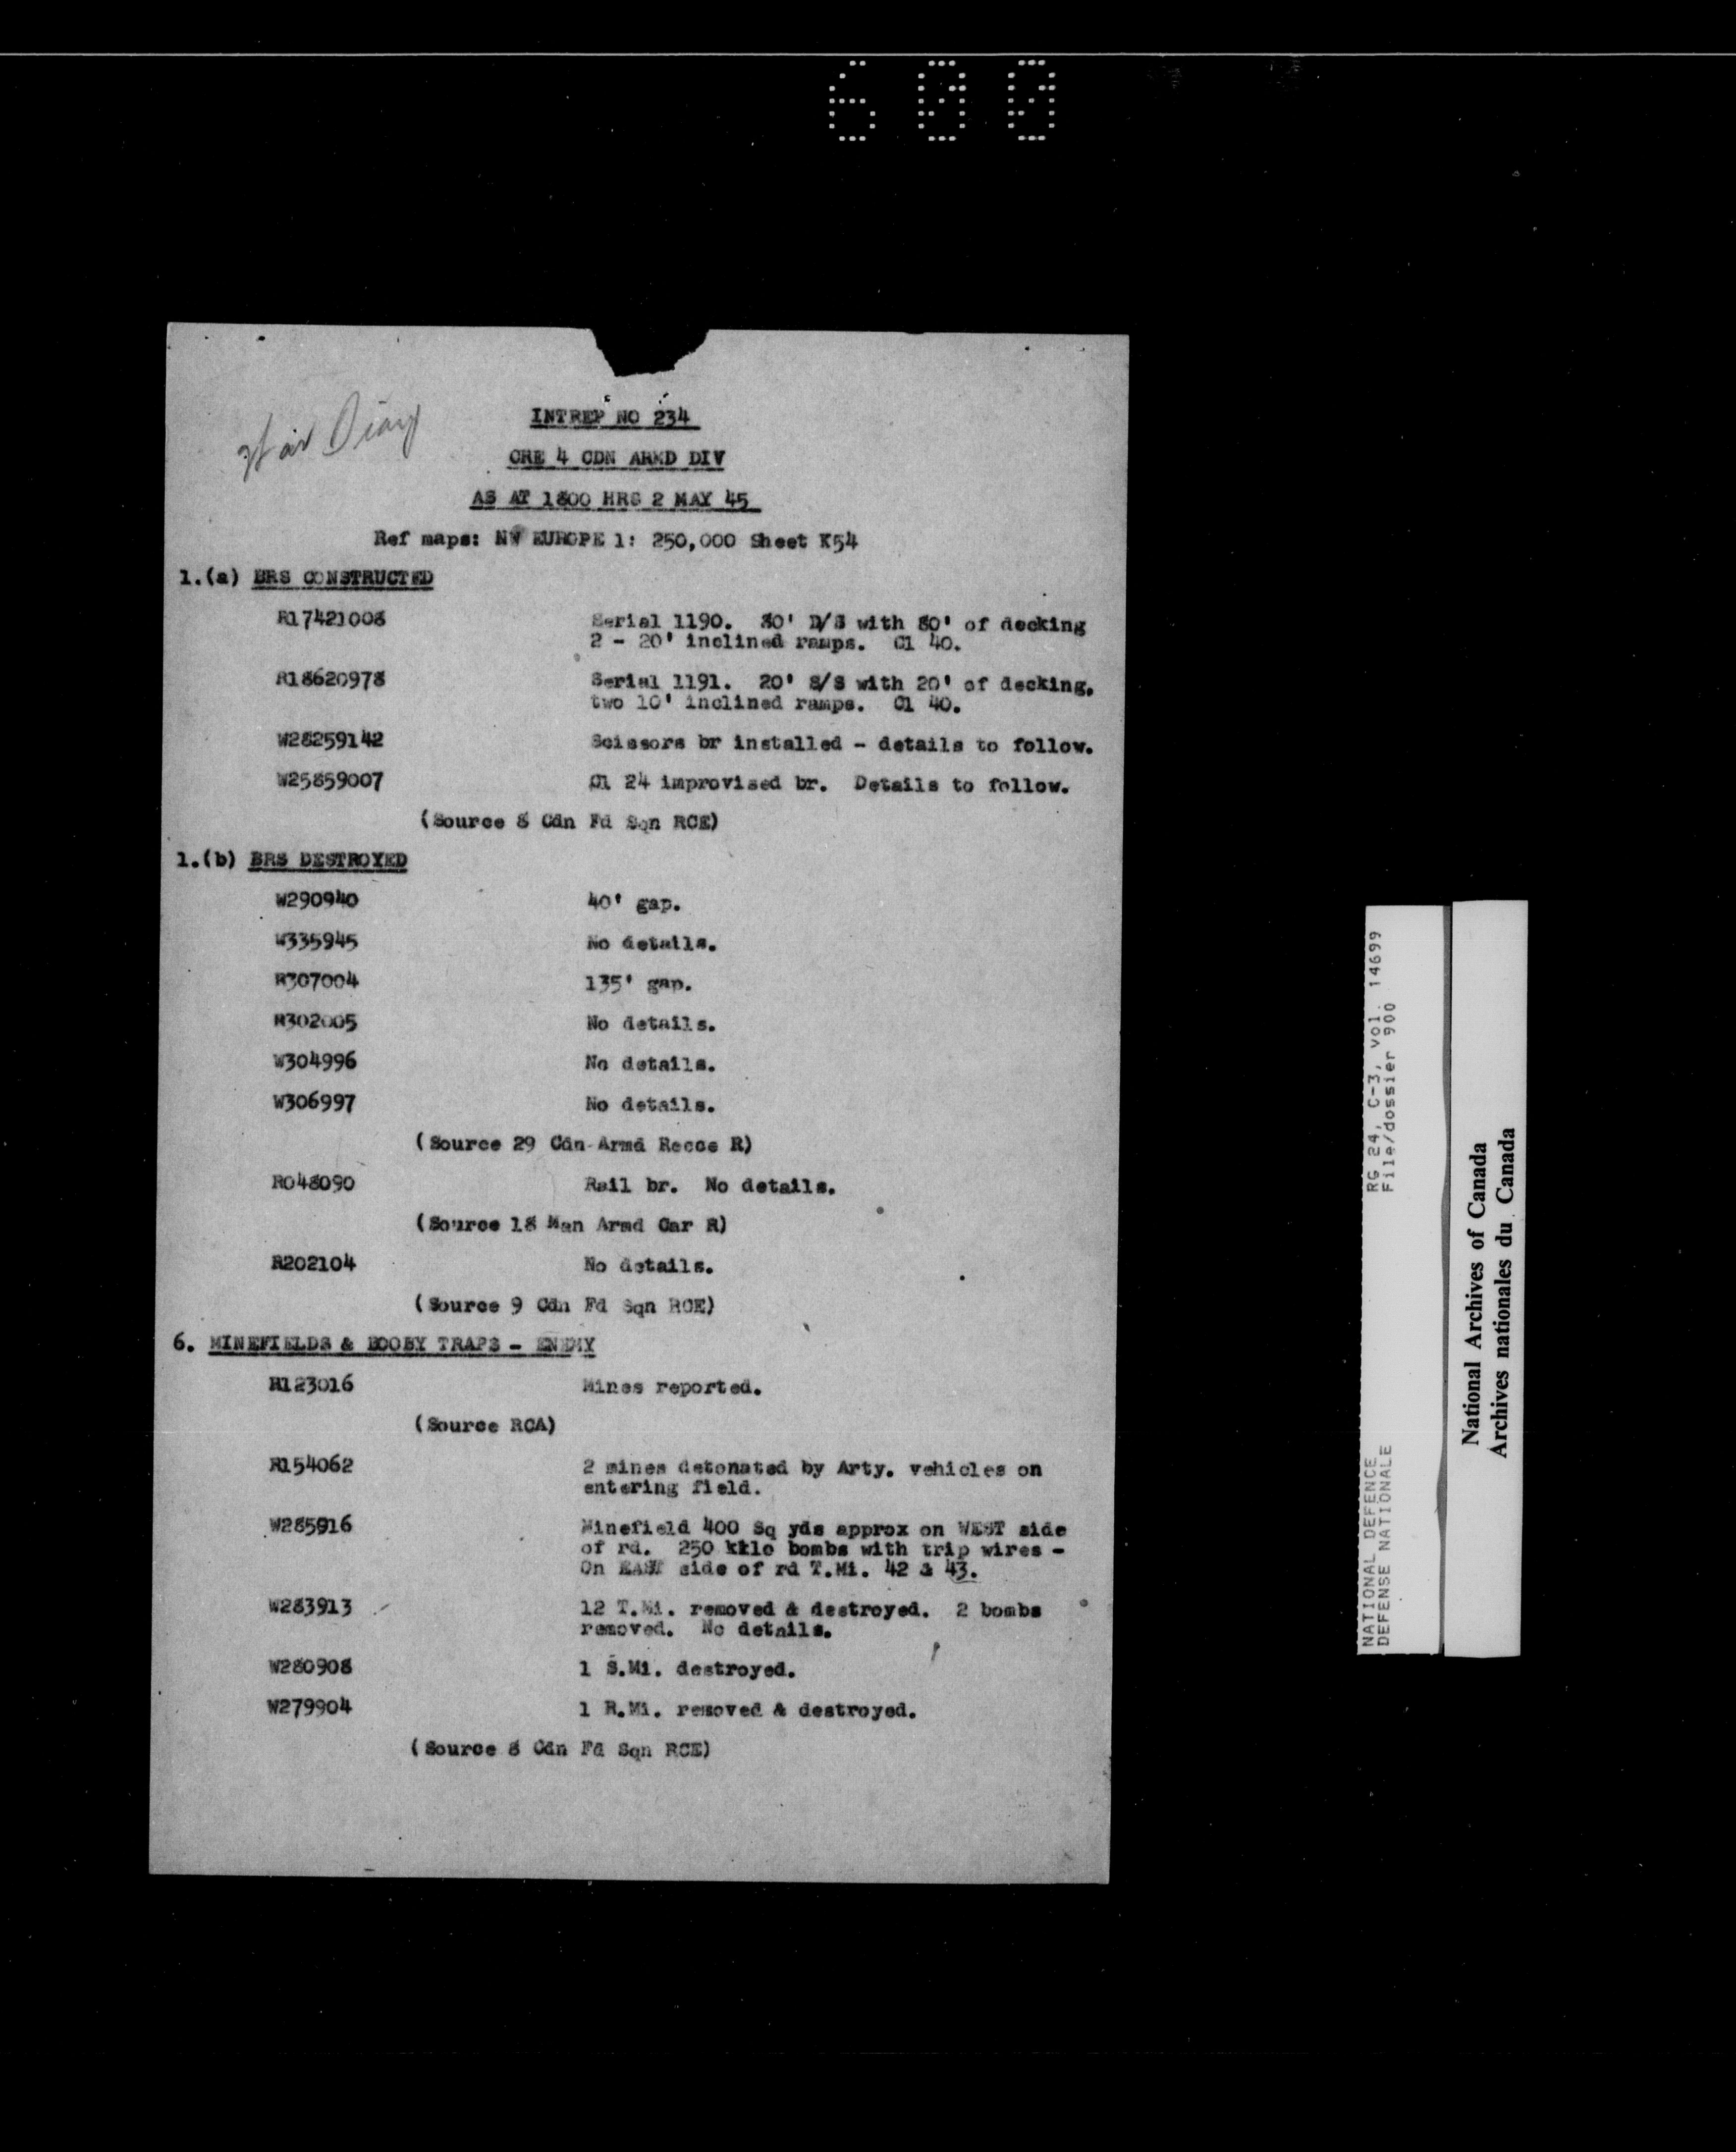 600
War Diary
INTREP NO 234
CRE 4 CDN ARMD DIV
AS AT 1800 HRS 2 MAY 45
Ref maps: NW EUROPE 1: 250,000 Sheet K54
1.(a) BRS CONSTRUCTED
R17421008 Serial 1190. 80' D/S with 80' of decking
2 - 20' inclined ramps. Cl 40.
R18620978 Serial 1191. 20' S/S with 20' of decking,
two 10' inclined ramps. Cl 40.
W28259142 Scissors br installed - details to follow.
W25859007 Cl 24 improvised br. Details to follow.
(Source 8 Cdn Fd Sqn RCE)
1.(b) BRS DESTROYED
W290940 40' gap.
W335945 No details.
R307004 135' gap.
R302005 No details.
W304996 No details.
W306997 No details.
(Source 29 Cdn Armd Recce R)
R048090 Rail br. No details.
(Source 18 Man Armd Car R)
R202104 No details.
(Source 9 Cdn Fd Sqn RCE)
6. MINEFIELDS & BOOBY TRAPS - ENEMY
R123016 Mines reported.
(Source RCA)
R154062 2 mines detonated by Arty. vehicles on
entering field.
W285916 Minefield 400 Sq yds approx on WEST side
of rd. 250 kilo bombs with trip wires -
On EAST side of rd T.Mi. 42 & 43.
W283913 12 T.Mi. removed & destroyed. 2 bombs
removed. No details.
W280908 1 S.Mi. destroyed.
W279904 1 R.Mi. removed & destroyed.
(Source 8 Cdn Fd Sqn RCE)
NATIONAL DEFENCE RG 24, C-3, vol. 14699
DEFENSE NATIONALE File/dossier 900
National Archives of Canada
Archives nationales du Canada